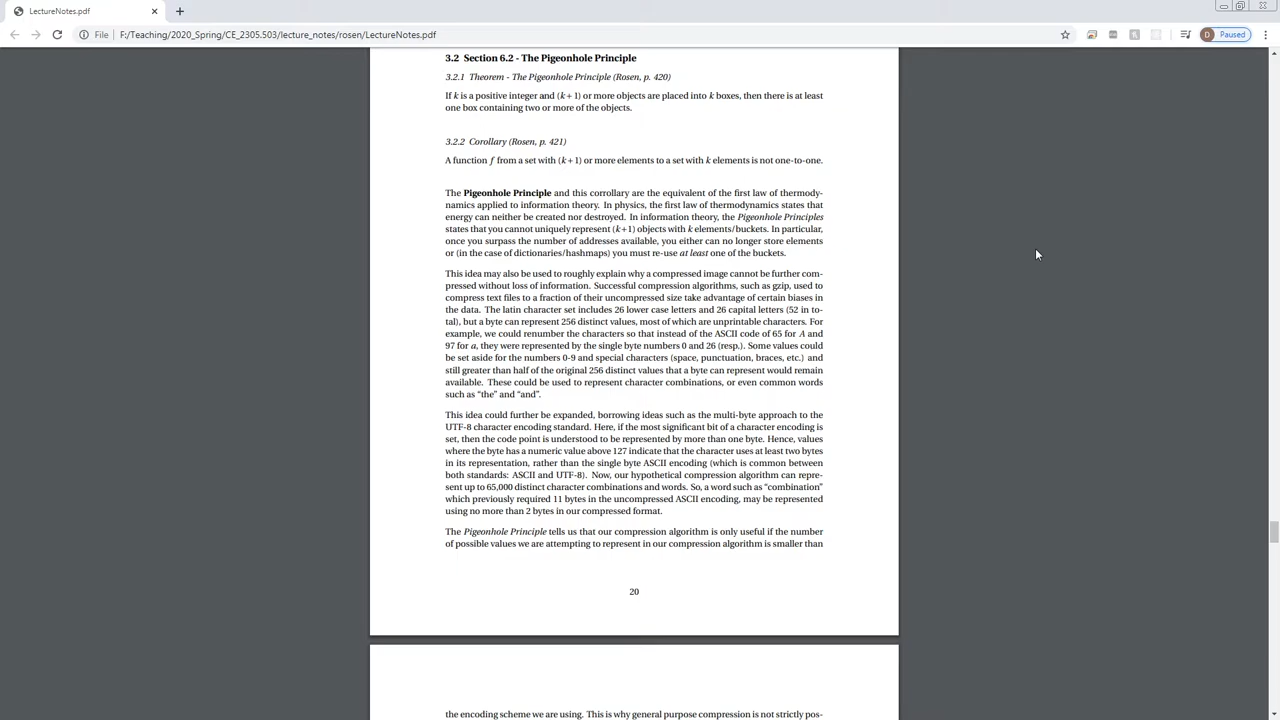 LectureNotes.pdf
File | F:/Teaching/2020_Spring/CE_2305.503/lecture_notes/rosen/LectureNotes.pdf
D Paused
3.2 Section 6.2 - The Pigeonhole Principle
3.2.1 Theorem - The Pigeonhole Principle (Rosen, p. 420)
If k is a positive integer and (k+1) or more objects are placed into k boxes, then there is at least
one box containing two or more of the objects.
3.2.2 Corollary (Rosen, p. 421)
A function f from a set with (k+1) or more elements to a set with k elements is not one-to-one.
The Pigeonhole Principle and this corrollary are the equivalent of the first law of thermody-
namics applied to information theory. In physics, the first law of thermodynamics states that
energy can neither be created nor destroyed. In information theory, the Pigeonhole Principles
states that you cannot uniquely represent (k+1) objects with k elements/buckets. In particular,
once you surpass the number of addresses available, you either can no longer store elements
or (in the case of dictionaries/hashmaps) you must re-use at least one of the buckets.
This idea may also be used to roughly explain why a compressed image cannot be further com-
pressed without loss of information. Successful compression algorithms, such as gzip, used to
compress text files to a fraction of their uncompressed size take advantage of certain biases in
the data. The latin character set includes 26 lower case letters and 26 capital letters (52 in to-
tal), but a byte can represent 256 distinct values, most of which are unprintable characters. For
example, we could renumber the characters so that instead of the ASCII code of 65 for A and
97 for a, they were represented by the single byte numbers 0 and 26 (resp.). Some values could
be set aside for the numbers 0-9 and special characters (space, punctuation, braces, etc.) and
still greater than half of the original 256 distinct values that a byte can represent would remain
available. These could be used to represent character combinations, or even common words
such as “the” and “and”.
This idea could further be expanded, borrowing ideas such as the multi-byte approach to the
UTF-8 character encoding standard. Here, if the most significant bit of a character encoding is
set, then the code point is understood to be represented by more than one byte. Hence, values
where the byte has a numeric value above 127 indicate that the character uses at least two bytes
in its representation, rather than the single byte ASCII encoding (which is common between
both standards: ASCII and UTF-8). Now, our hypothetical compression algorithm can repre-
sent up to 65,000 distinct character combinations and words. So, a word such as “combination”
which previously required 11 bytes in the uncompressed ASCII encoding, may be represented
using no more than 2 bytes in our compressed format.
The Pigeonhole Principle tells us that our compression algorithm is only useful if the number
of possible values we are attempting to represent in our compression algorithm is smaller than
20
the encoding scheme we are using. This is why general purpose compression is not strictly pos-